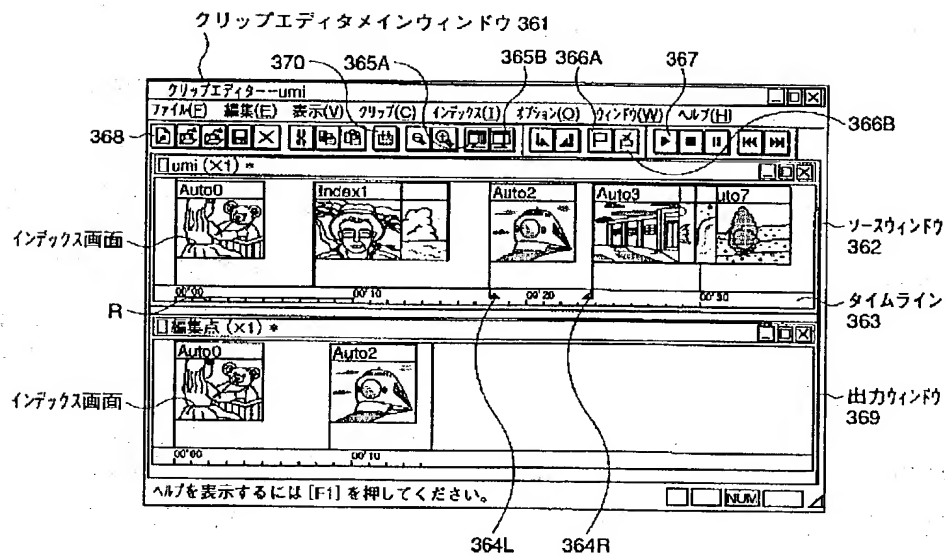 クリップエディタメインウィンドウ 361
370 365A 365B 366A 367
クリップエディター--umi
ファイル(F) 編集(E) 表示(V) クリップ(C) インデックス(I) オプション(O) ウィンドウ(W) ヘルプ(H)
368
366B
umi (×1) *
Auto0 Index1 Auto2 Auto3 uto7
インデックス画面
ソースウィンドウ
362
00'00 00'10 00'20 00'30
R
タイムライン
363
編集点 (×1) *
Auto0 Auto2
インデックス画面
出力ウィンドウ
369
00'00 00'10
ヘルプを表示するには [F1] を押してください。
NUM
364L 364R